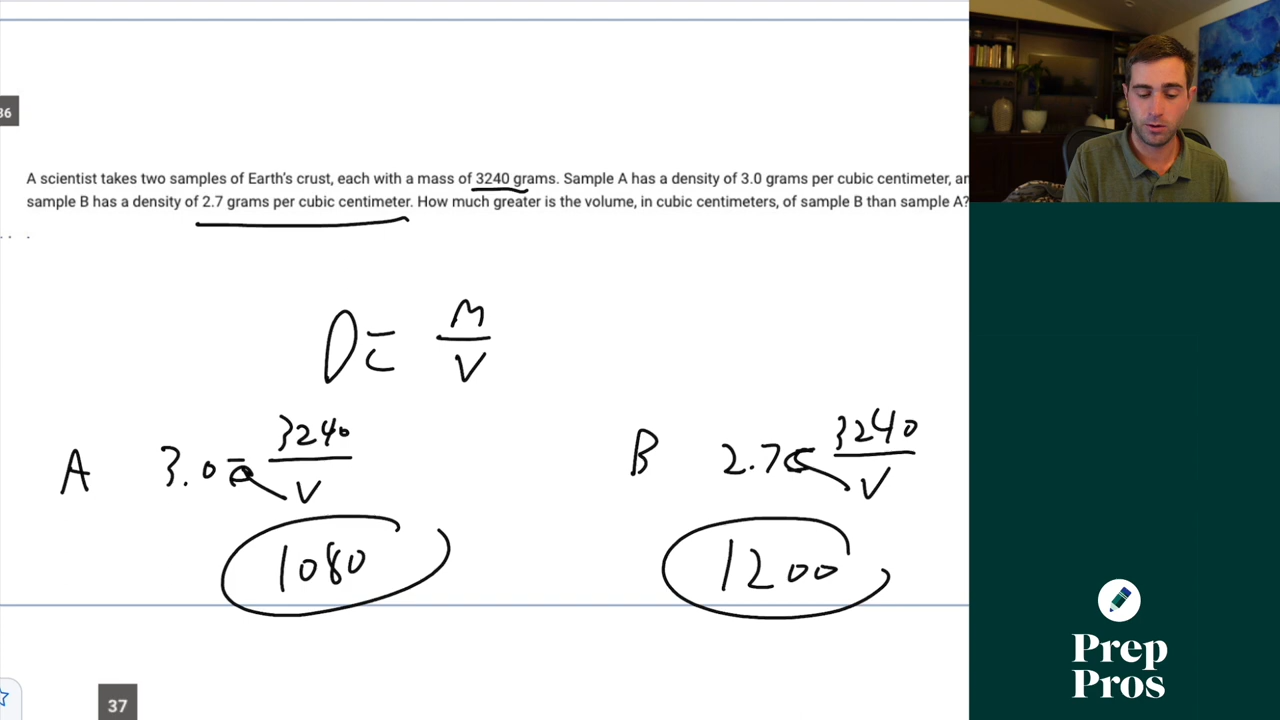 36
A scientist takes two samples of Earth's crust, each with a mass of 3240 grams. Sample A has a density of 3.0 grams per cubic centimeter, an
sample B has a density of 2.7 grams per cubic centimeter. How much greater is the volume, in cubic centimeters, of sample B than sample A?
D = M
V
A 3.0 = 3240
V
1080
B 2.7 = 3240
V
1200
37
Prep
Pros